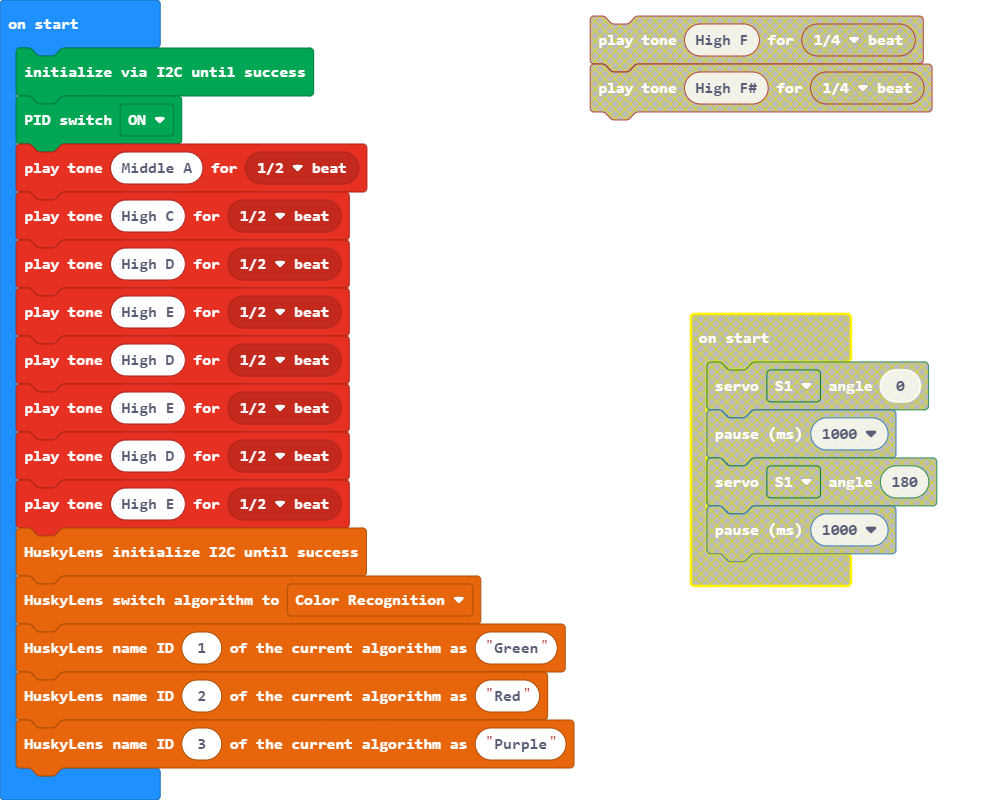 on start
initialize via I2C until success
PID switch ON
play tone Middle A for 1/2 beat
play tone High C for 1/2 beat
play tone High D for 1/2 beat
play tone High E for 1/2 beat
play tone High D for 1/2 beat
play tone High E for 1/2 beat
play tone High D for 1/2 beat
play tone High E for 1/2 beat
HuskyLens initialize I2C until success
HuskyLens switch algorithm to Color Recognition
HuskyLens name ID 1 of the current algorithm as "Green"
HuskyLens name ID 2 of the current algorithm as "Red"
HuskyLens name ID 3 of the current algorithm as "Purple"
play tone High F for 1/4 beat
play tone High F# for 1/4 beat
on start
servo S1 angle 0
pause (ms) 1000
servo S1 angle 180
pause (ms) 1000